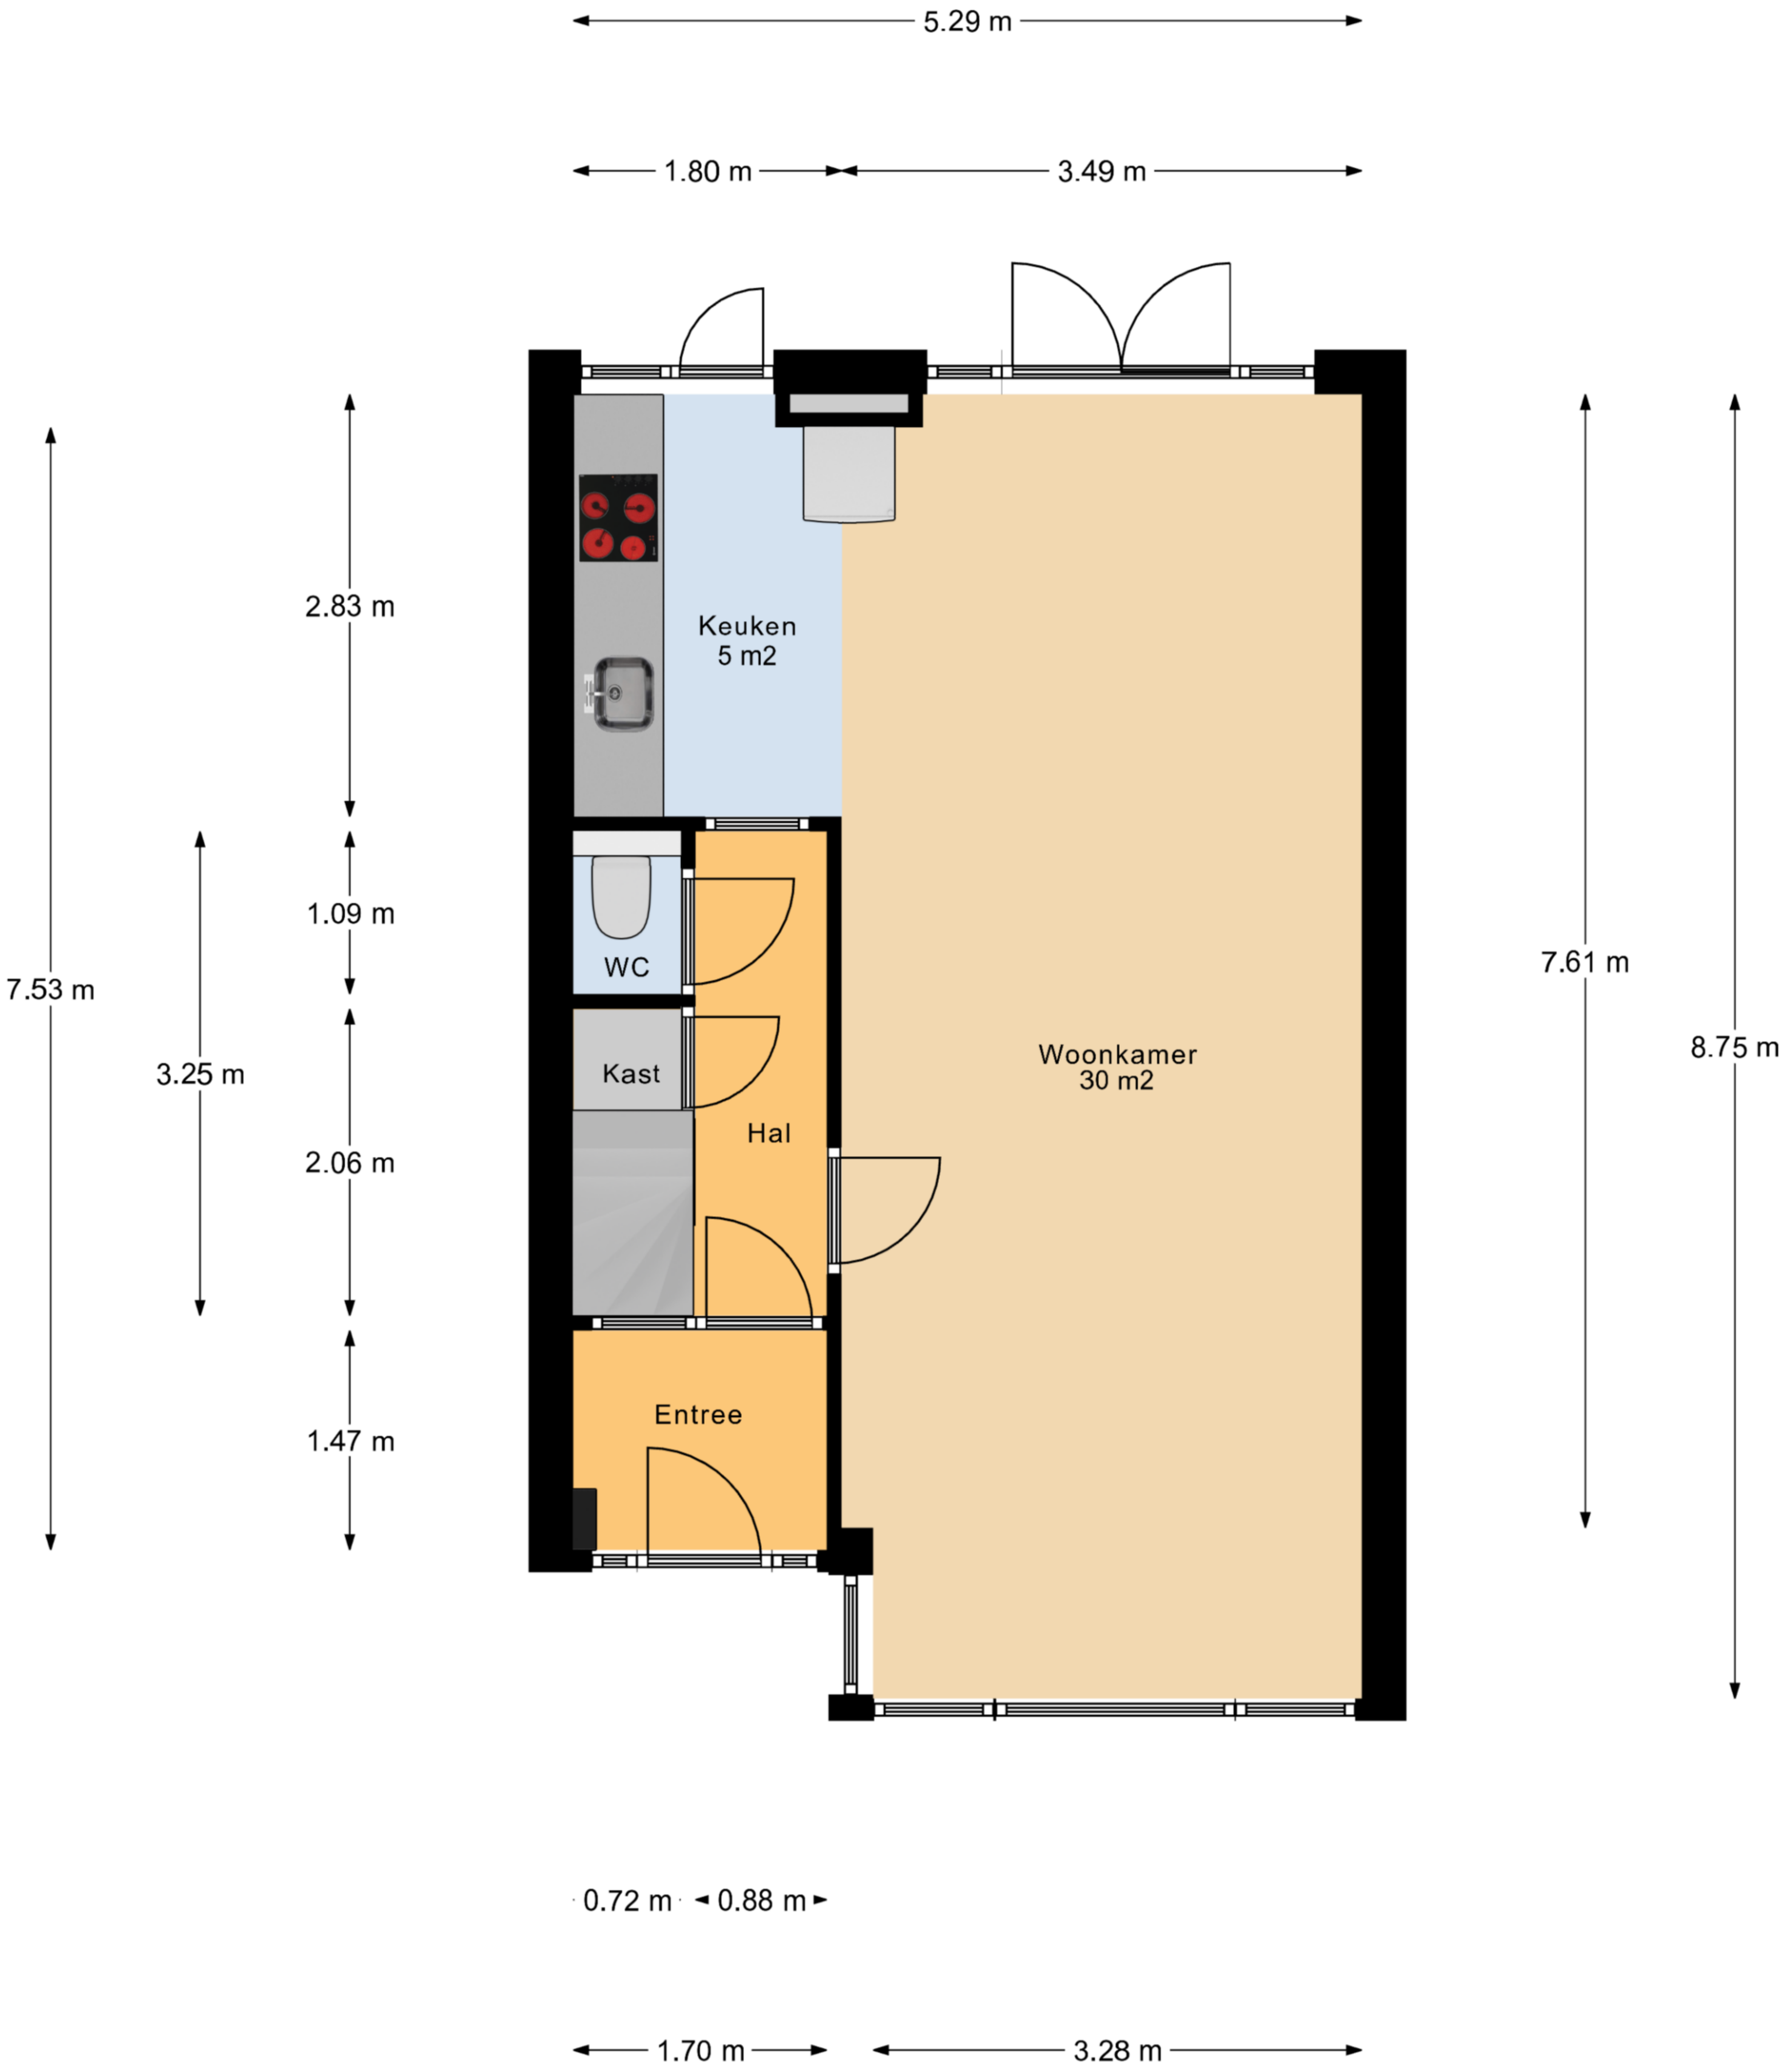 5.29 m
1.80 m
3.49 m
2.83 m
Keuken
5 m2
1.09 m
WC
7.61 m
7.53 m
8.75 m
Woonkamer
30 m2
3.25 m
Kast
Hal
2.06 m
Entree
1.47 m
0.72 m
0.88 m
1.70 m
3.28 m